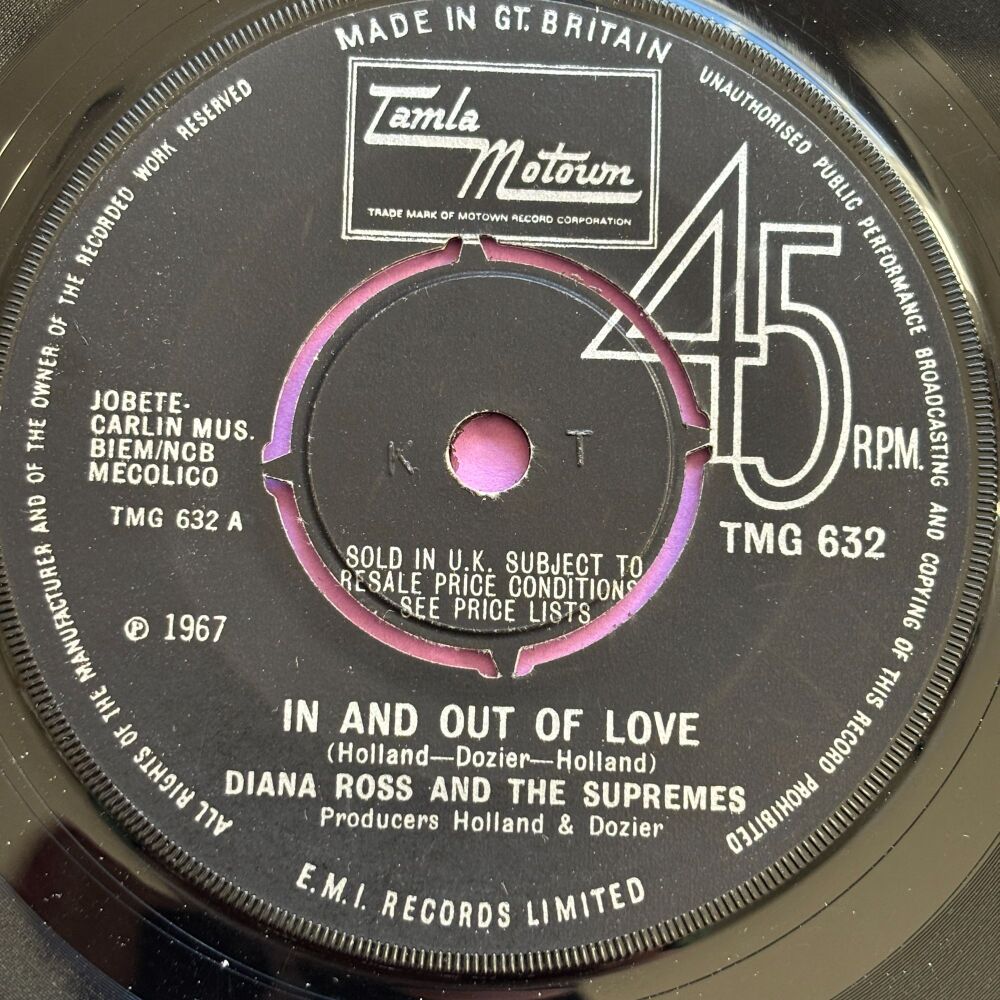 MADE IN GT. BRITAIN
Tamla
Motown
TRADE MARK OF MOTOWN RECORD CORPORATION
45
R.P.M.
UNAUTHORISED PUBLIC PERFORMANCE BROADCASTING AND COPYING OF THIS RECORD PROHIBITED
ALL RIGHTS OF THE MANUFACTURER AND OF THE OWNER OF THE RECORDED WORK RESERVED
JOBETE-
CARLIN MUS.
BIEM/NCB
MECOLICO
TMG 632 A
K T
TMG 632
SOLD IN U.K. SUBJECT TO
RESALE PRICE CONDITIONS
SEE PRICE LISTS
℗ 1967
IN AND OUT OF LOVE
(Holland—Dozier—Holland)
DIANA ROSS AND THE SUPREMES
Producers Holland & Dozier
E.M.I. RECORDS LIMITED